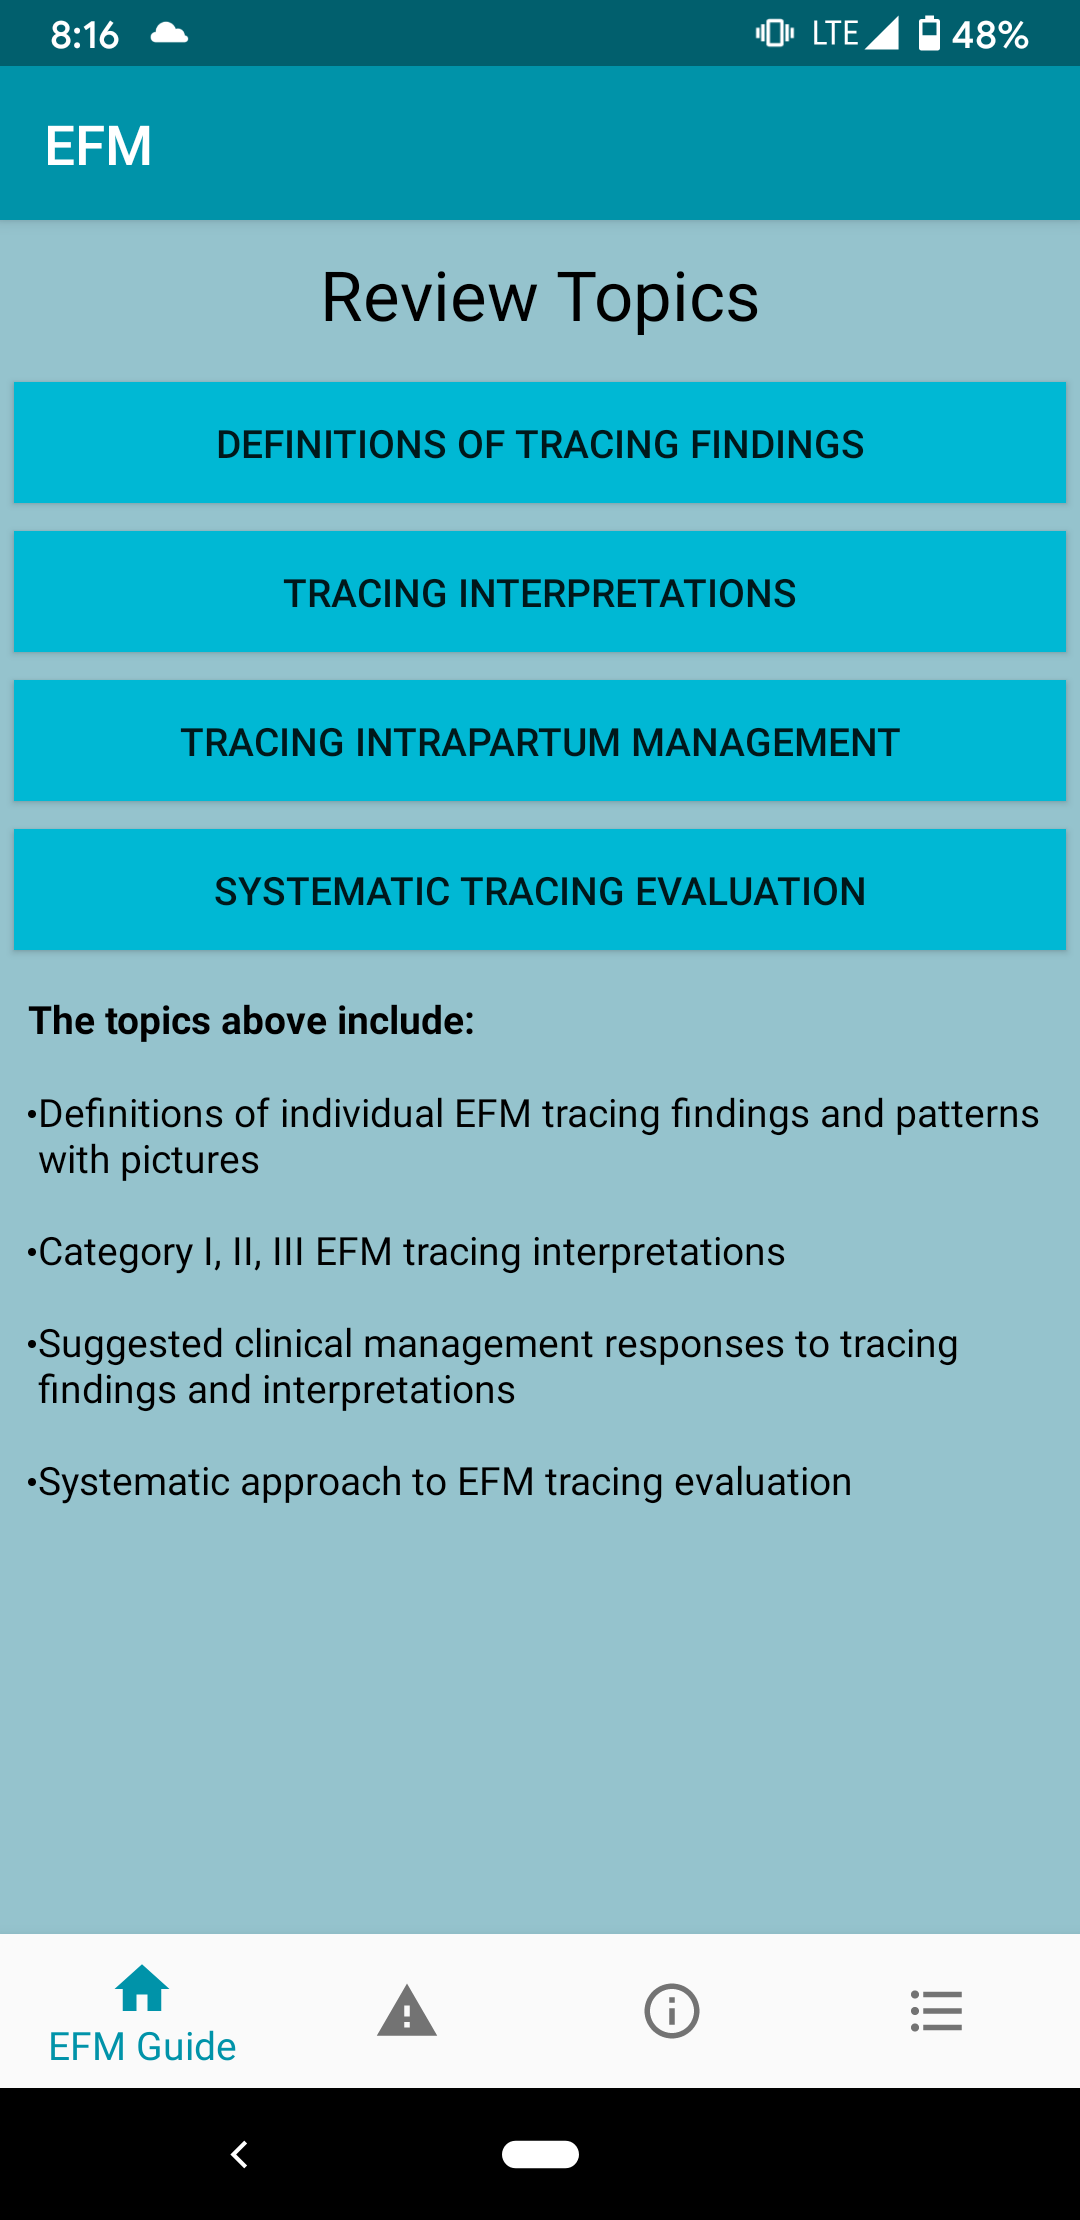 8:16
LTE
48%
EFM
Review Topics
DEFINITIONS OF TRACING FINDINGS
TRACING INTERPRETATIONS
TRACING INTRAPARTUM MANAGEMENT
SYSTEMATIC TRACING EVALUATION
The topics above include:
•Definitions of individual EFM tracing findings and patterns
with pictures
•Category I, II, III EFM tracing interpretations
•Suggested clinical management responses to tracing
findings and interpretations
•Systematic approach to EFM tracing evaluation
EFM Guide